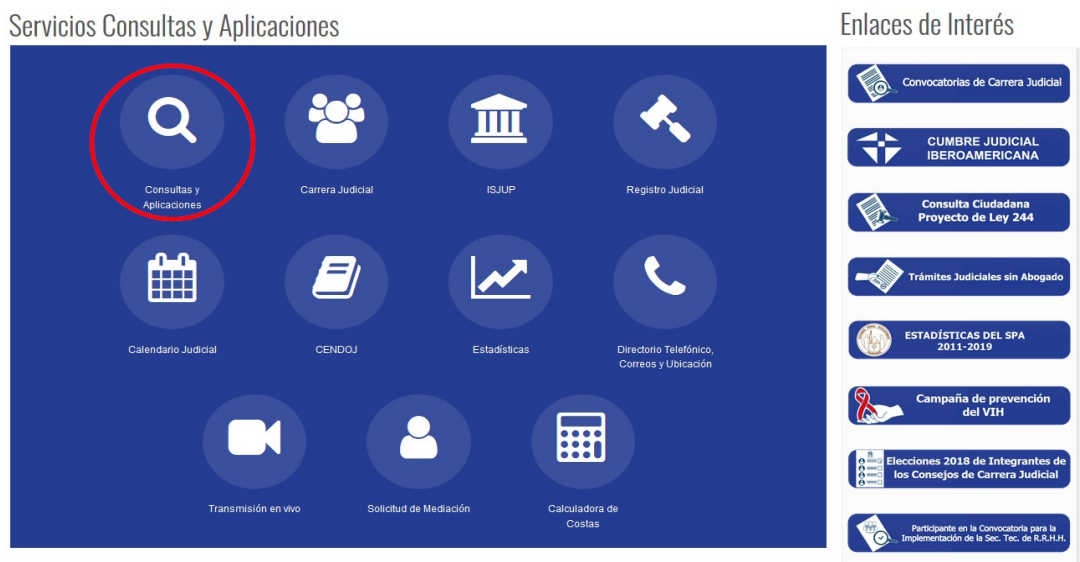 Servicios Consultas y Aplicaciones
Consultas y
Aplicaciones
Carrera Judicial
ISJUP
Registro Judicial
Calendario Judicial
CENDOJ
Estadísticas
Directorio Telefónico,
Correos y Ubicación
Transmisión en vivo
Solicitud de Mediación
Calculadora de
Costas
Enlaces de Interés
Convocatorias de Carrera Judicial
CUMBRE JUDICIAL
IBEROAMERICANA
Consulta Ciudadana
Proyecto de Ley 244
Trámites Judiciales sin Abogado
ESTADÍSTICAS DEL SPA
2011-2019
Campaña de prevención
del VIH
Elecciones 2018 de Integrantes de
los Consejos de Carrera Judicial
Participante en la Convocatoria para la
Implementación de la Sec. Tec. de R.R.H.H.